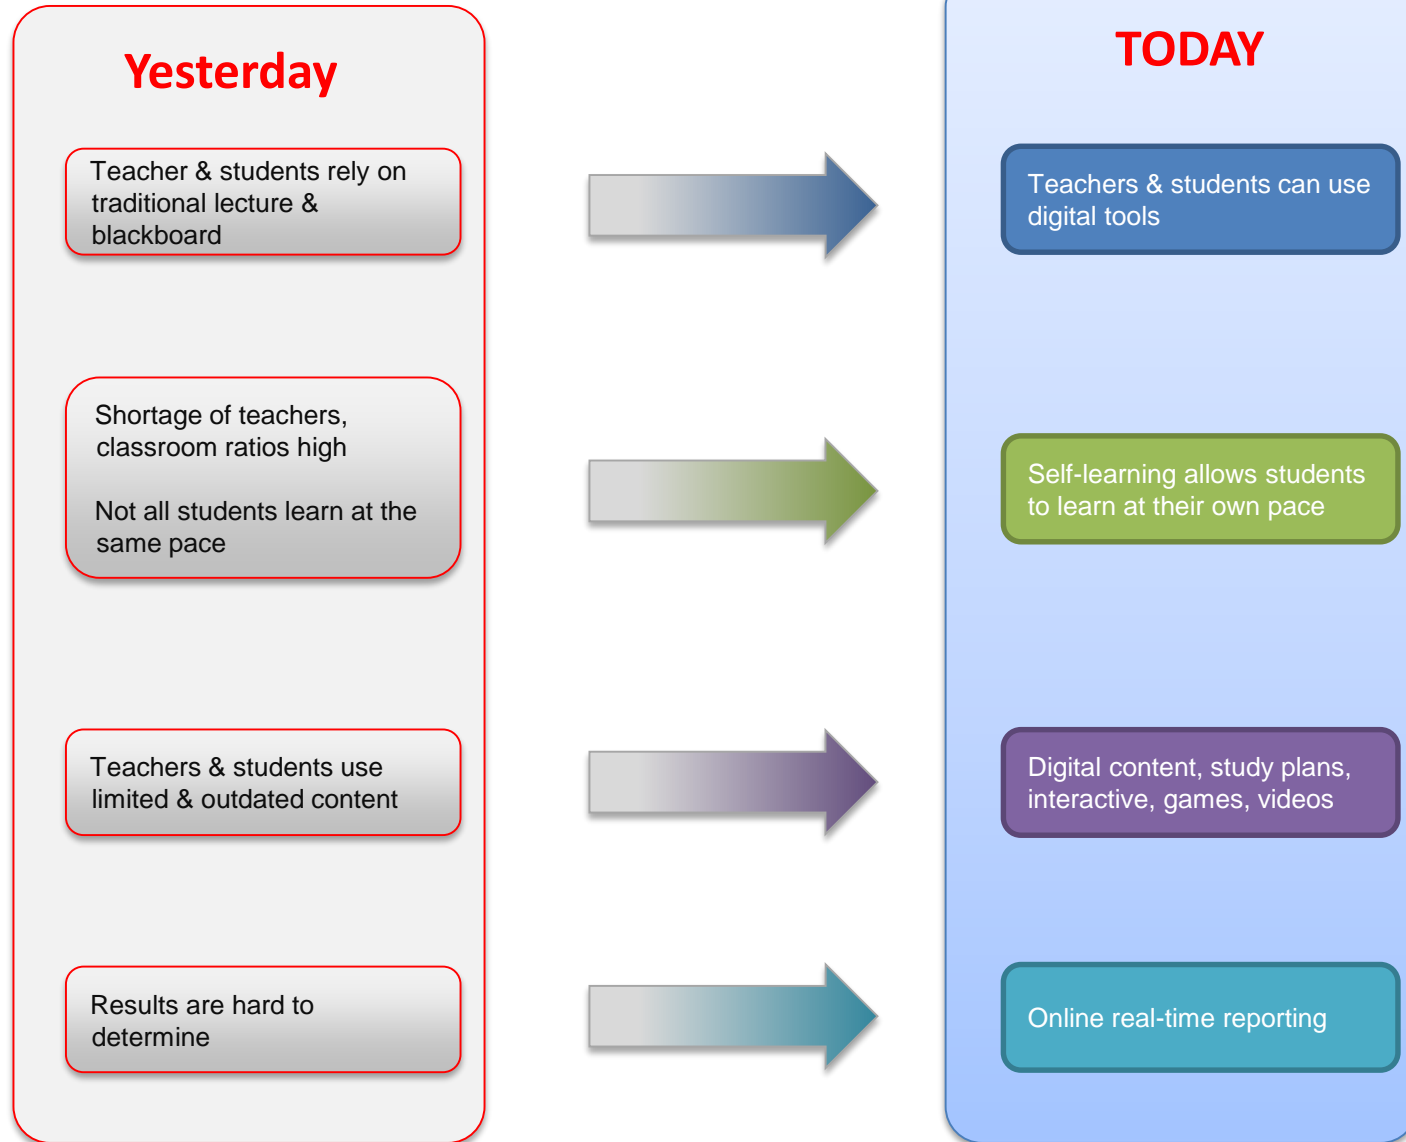 Yesterday
Teacher & students rely on
traditional lecture &
blackboard
Shortage of teachers,
classroom ratios high
Not all students learn at the
same pace
Teachers & students use
limited & outdated content
Results are hard to
determine
TODAY
Teachers & students can use
digital tools
Self-learning allows students
to learn at their own pace
Digital content, study plans,
interactive, games, videos
Online real-time reporting